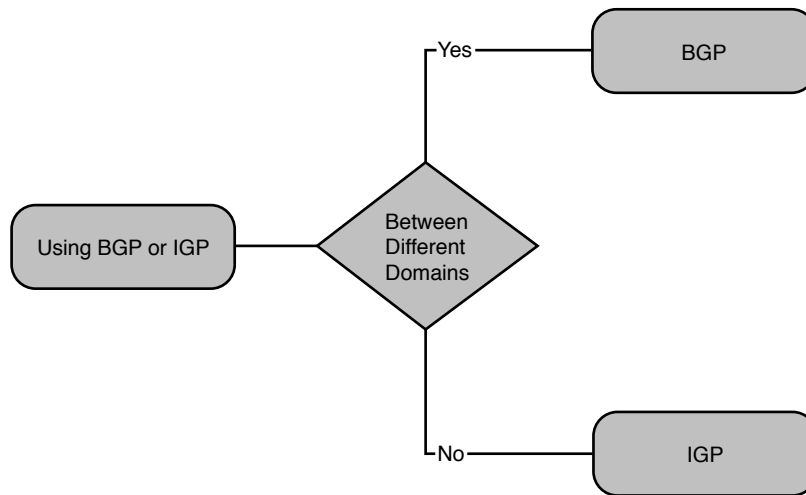 Yes
BGP
Using BGP or IGP
Between
Different
Domains
No
IGP